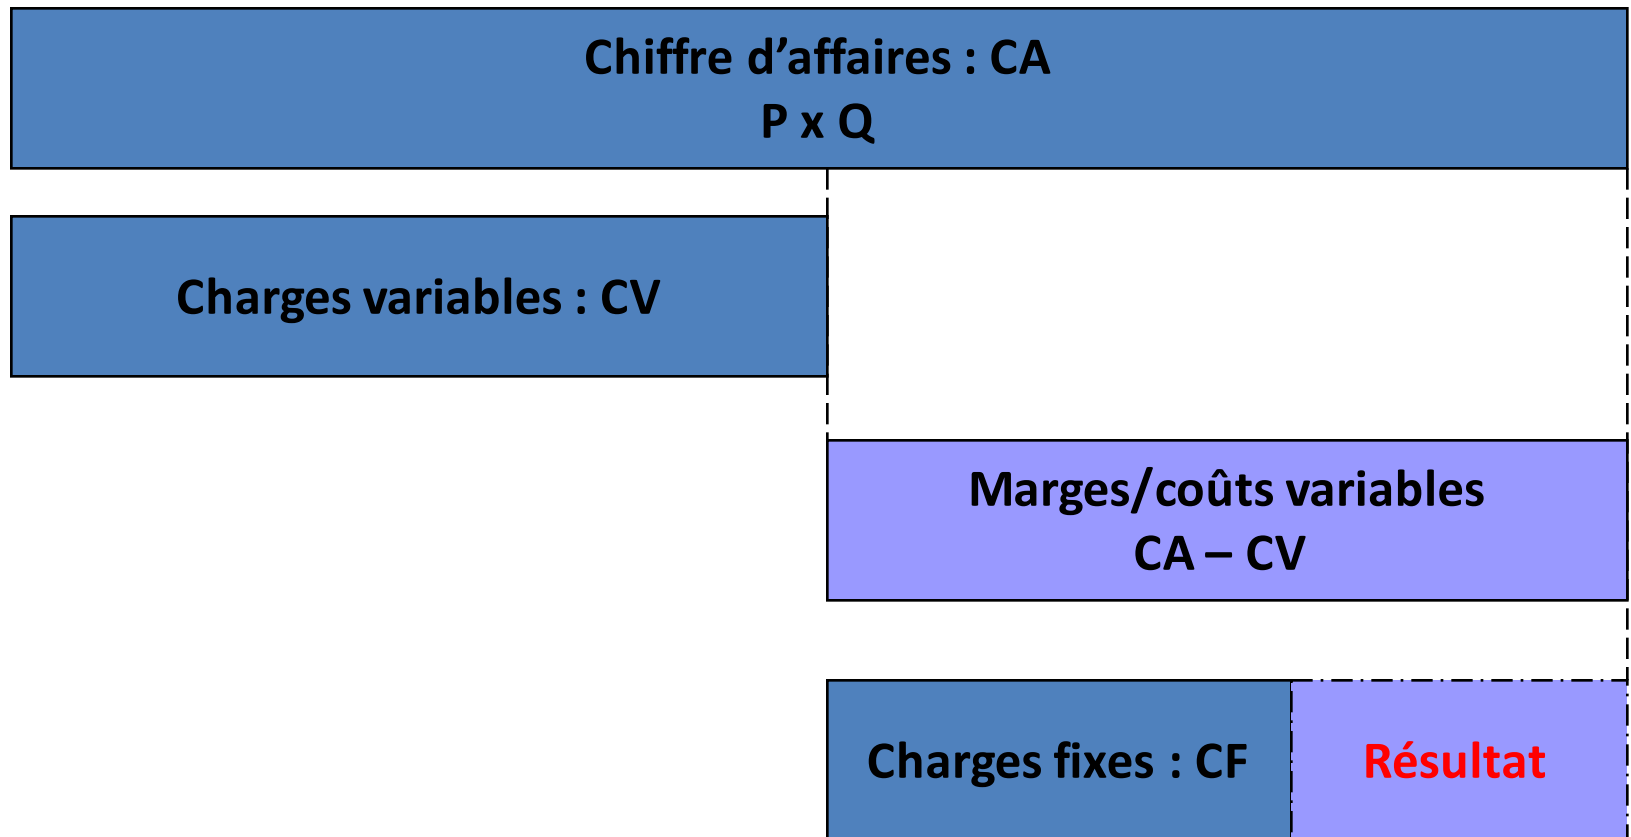 Chiffre d’affaires : CA
P x Q
Charges variables : CV
Marges/coûts variables
CA – CV
Charges fixes : CF
Résultat